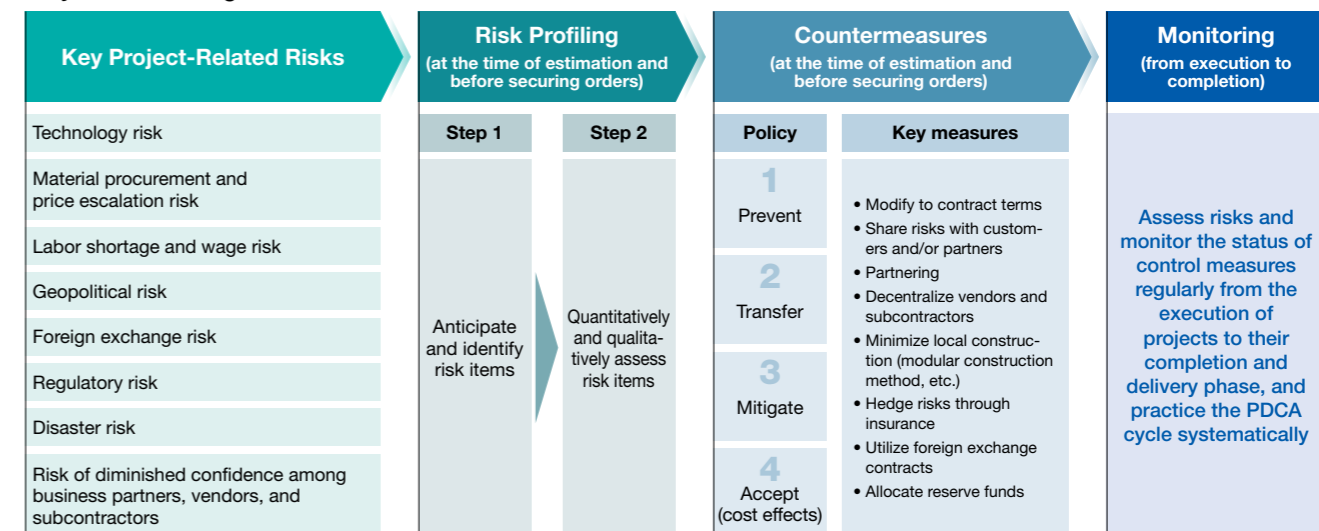 Key Project-Related Risks
Technology risk
Material procurement and
price escalation risk
Labor shortage and wage risk
Geopolitical risk
Foreign exchange risk
Regulatory risk
Disaster risk
Risk of diminished confidence among
business partners, vendors, and
subcontractors
Risk Profiling
(at the time of estimation and
before securing orders)
Step 1
Anticipate
and identify
risk items
Step 2
Quantitatively
and qualita-
tively assess
risk items
Countermeasures
(at the time of estimation and
before securing orders)
Policy
1
Prevent
2
Transfer
3
Mitigate
4
Accept
(cost effects)
Key measures
• Modify to contract terms
• Share risks with custom-
ers and/or partners
• Partnering
• Decentralize vendors and
subcontractors
• Minimize local construc-
tion (modular construction
method, etc.)
• Hedge risks through
insurance
• Utilize foreign exchange
contracts
• Allocate reserve funds
Monitoring
(from execution to
completion)
Assess risks and
monitor the status of
control measures
regularly from the
execution of
projects to their
completion and
delivery phase, and
practice the PDCA
cycle systematically